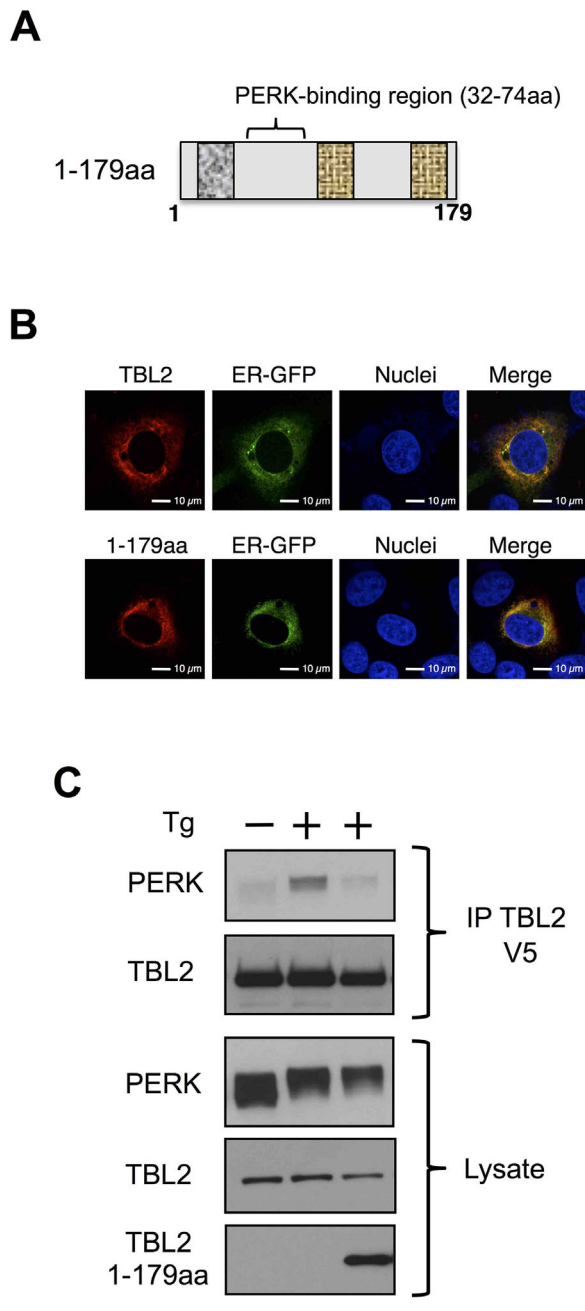 A
PERK-binding region (32-74aa)
1-179aa
1
179
B
TBL2 ER-GFP Nuclei Merge
10 µm 10 µm 10 µm 10 µm
1-179aa ER-GFP Nuclei Merge
10 µm 10 µm 10 µm 10 µm
C
Tg − + +
PERK
TBL2
IP TBL2
V5
PERK
TBL2
TBL2
1-179aa
Lysate